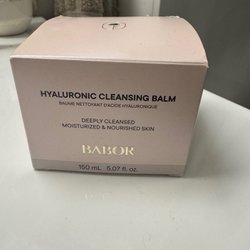 HYALURONIC CLEANSING BALM
BAUME NETTOYANT D'ACIDE HYALURONIQUE
DEEPLY CLEANSED
MOISTURIZED & NOURISHED SKIN
BABOR
150 mL 5.07 fl. oz.